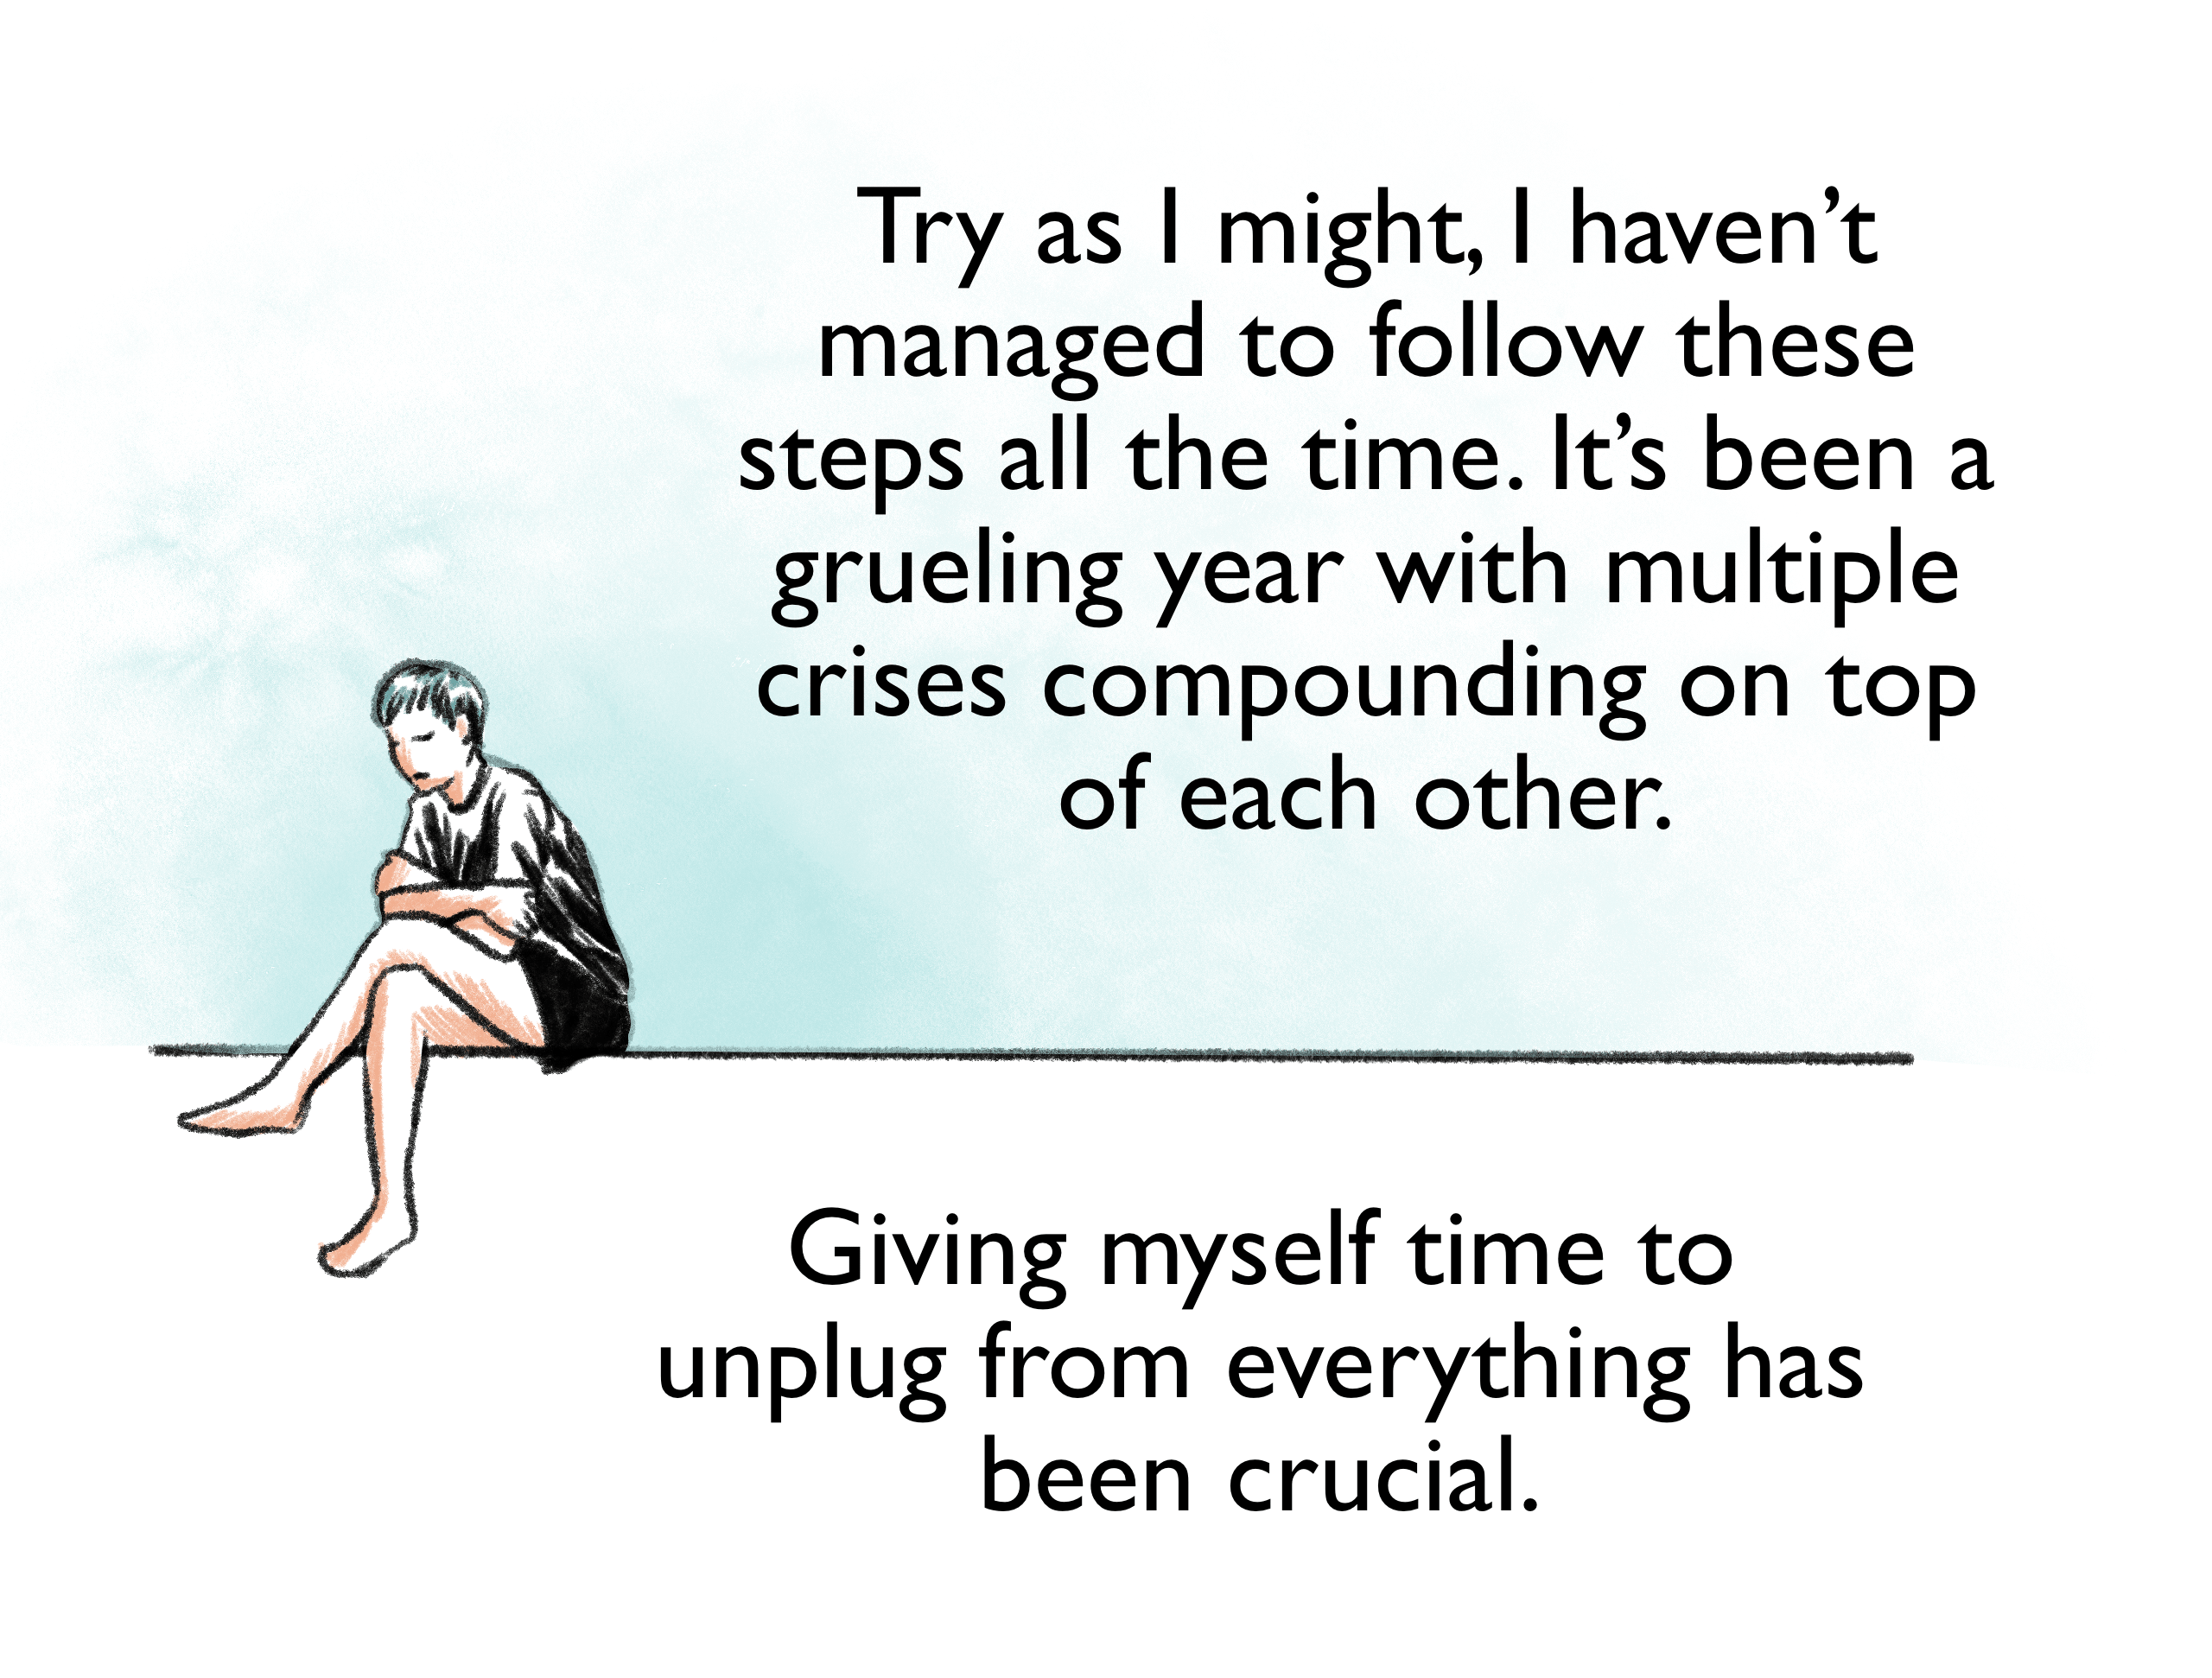 Try as I might, I haven’t
managed to follow these
steps all the time. It’s been a
grueling year with multiple
crises compounding on top
of each other.
Giving myself time to
unplug from everything has
been crucial.